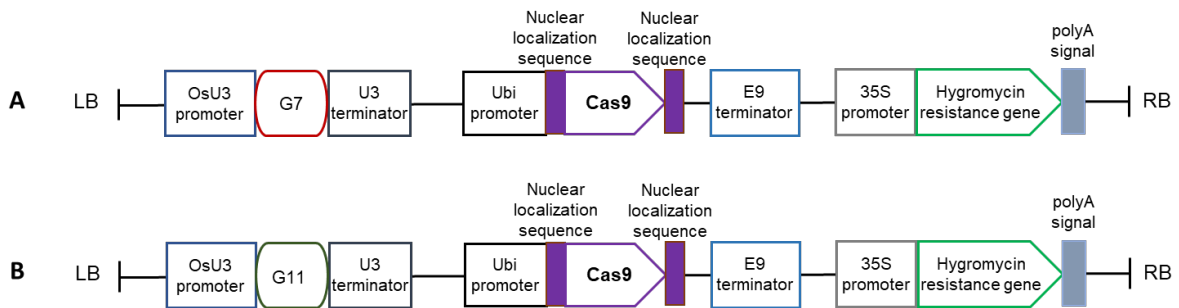 Nuclear
localization
sequence
Nuclear
localization
sequence
polyA
signal
A
LB
OsU3
promoter
G7
U3
terminator
Ubi
promoter
Cas9
E9
terminator
35S
promoter
Hygromycin
resistance gene
RB
Nuclear
localization
sequence
Nuclear
localization
sequence
polyA
signal
B
LB
OsU3
promoter
G11
U3
terminator
Ubi
promoter
Cas9
E9
terminator
35S
promoter
Hygromycin
resistance gene
RB